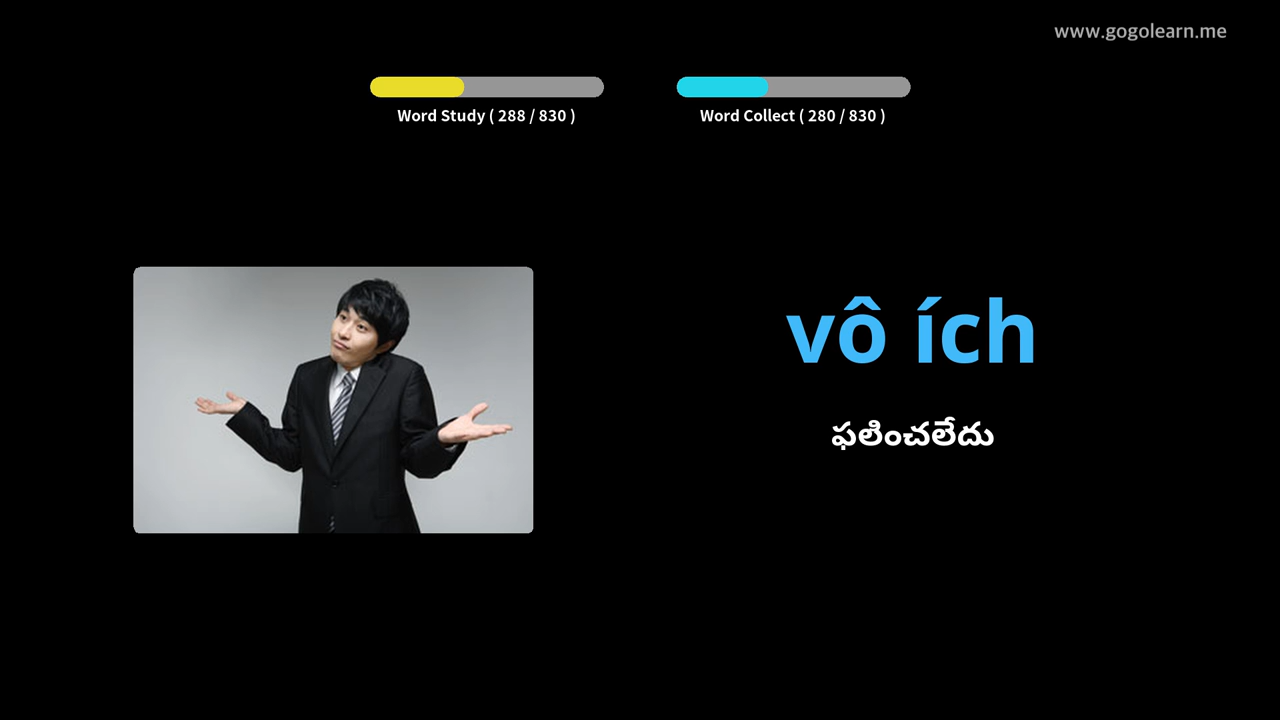 www.gogolearn.me
Word Study ( 288 / 830 )
Word Collect ( 280 / 830 )
vô ích
ఫలించలేదు